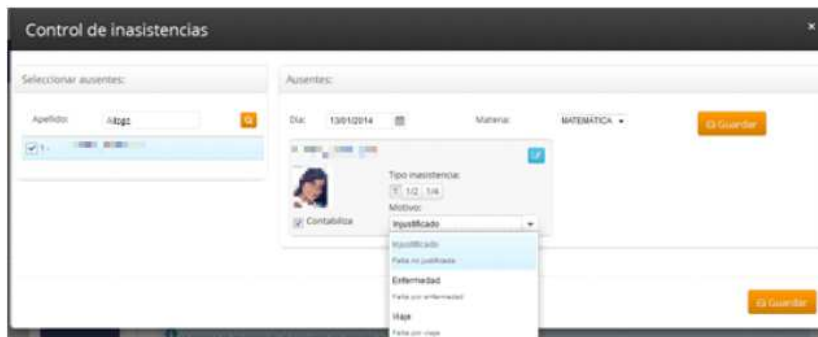 Control de inasistencias
×
Seleccionar ausentes:
Ausentes:
Apellido:
Día: 13/01/2014 Materia: MATEMÁTICA Guardar
1 -
Tipo inasistencia:
1 1/2 1/4
Motivo:
Contabiliza Injustificado
Injustificado
Falta no justificada
Enfermedad
Falta por enfermedad
Viaje
Falta por viaje
Guardar